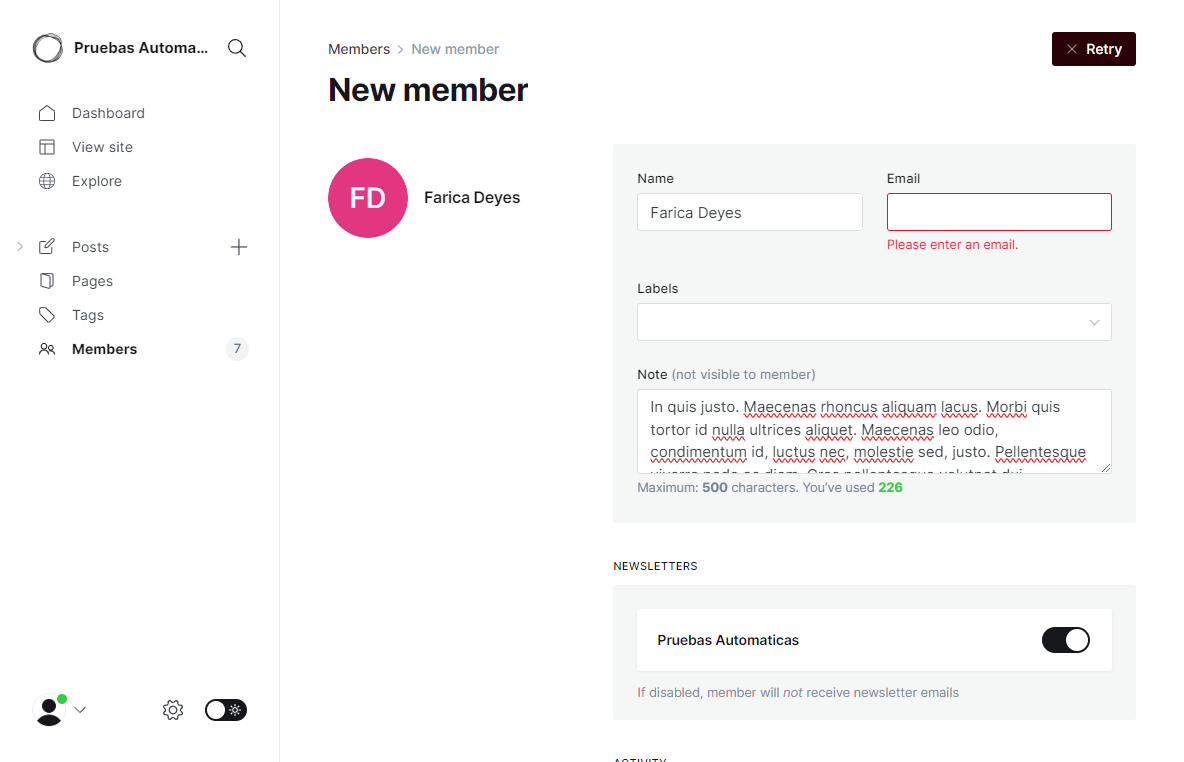 Pruebas Automa...
Dashboard
View site
Explore
Posts
Pages
Tags
Members
7
Members > New member
Retry
New member
FD
Farica Deyes
Name
Email
Farica Deyes
Please enter an email.
Labels
Note (not visible to member)
In quis justo. Maecenas rhoncus aliquam lacus. Morbi quis
tortor id nulla ultrices aliquet. Maecenas leo odio,
condimentum id, luctus nec, molestie sed, justo. Pellentesque
Maximum: 500 characters. You've used 226
NEWSLETTERS
Pruebas Automaticas
If disabled, member will not receive newsletter emails
ACTIVITY